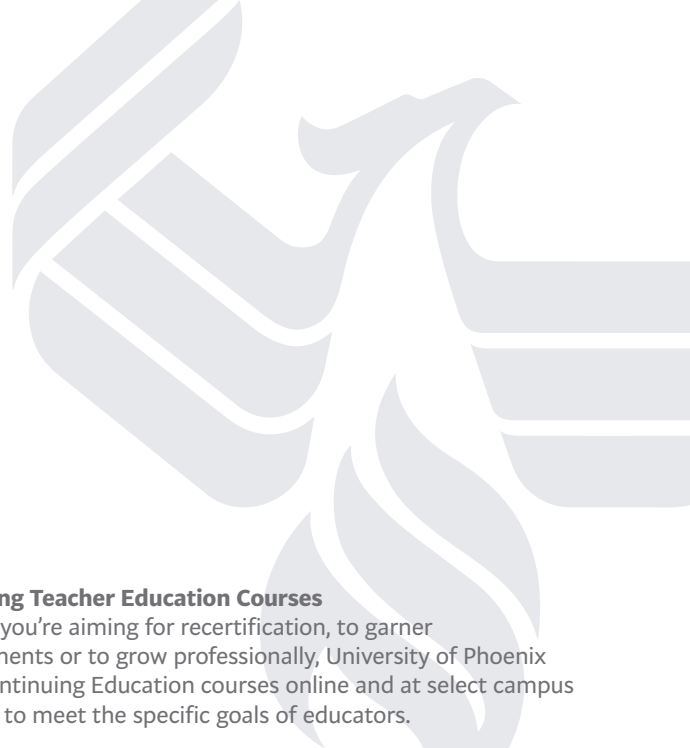 ng Teacher Education Courses
you're aiming for recertification, to garner
nents or to grow professionally, University of Phoenix
ntinuing Education courses online and at select campus
to meet the specific goals of educators.